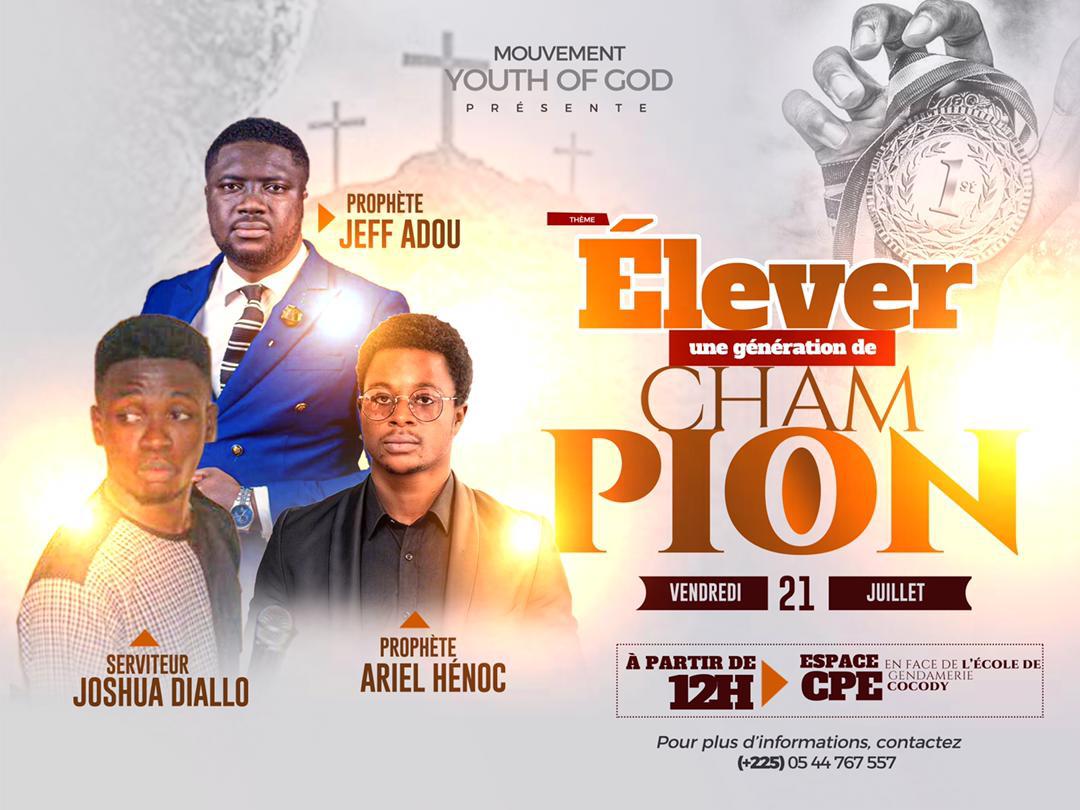 MOUVEMENT
YOUTH OF GOD
PRÉSENTE
PROPHÈTE
JEFF ADOU
SERVITEUR
JOSHUA DIALLO
PROPHÈTE
ARIEL HÉNOC
1
SÉ
THÈME
Élever
une génération de
CHAM
PION
VENDREDI 21 JUILLET
À PARTIR DE
12H
ESPACE
CPE
EN FACE DE L'ÉCOLE DE
GENDAMERIE
COCODY
Pour plus d'informations, contactez
(+225) 05 44 767 557